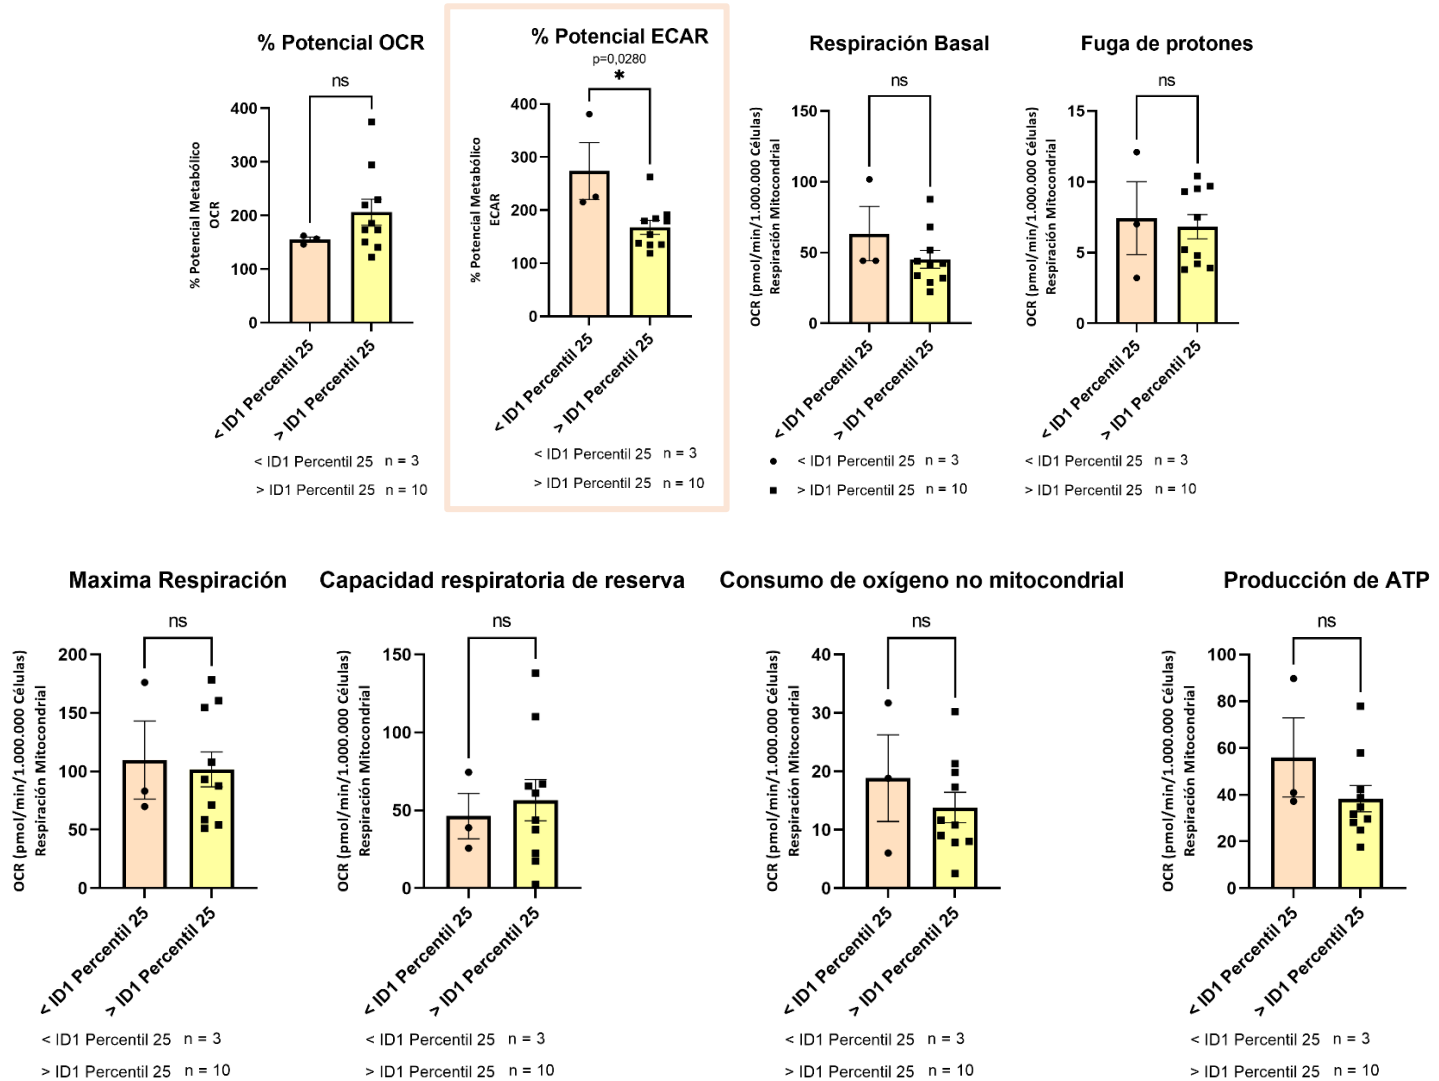 % Potencial OCR
ns
400
300
200
100
0
% Potencial Metabólico
OCR
< ID1 Percentil 25
> ID1 Percentil 25
< ID1 Percentil 25 n = 3
> ID1 Percentil 25 n = 10
% Potencial ECAR
p=0,0280
*
400
300
200
100
0
% Potencial Metabólico
ECAR
< ID1 Percentil 25
> ID1 Percentil 25
< ID1 Percentil 25 n = 3
> ID1 Percentil 25 n = 10
Respiración Basal
ns
150
100
50
0
OCR (pmol/min/1.000.000 Células)
Respiración Mitocondrial
< ID1 Percentil 25
> ID1 Percentil 25
< ID1 Percentil 25 n = 3
> ID1 Percentil 25 n = 10
Fuga de protones
ns
15
10
5
0
OCR (pmol/min/1.000.000 Células)
Respiración Mitocondrial
< ID1 Percentil 25
> ID1 Percentil 25
< ID1 Percentil 25 n = 3
> ID1 Percentil 25 n = 10
Maxima Respiración
ns
200
150
100
50
0
OCR (pmol/min/1.000.000 Células)
Respiración Mitocondrial
< ID1 Percentil 25
> ID1 Percentil 25
< ID1 Percentil 25 n = 3
> ID1 Percentil 25 n = 10
Capacidad respiratoria de reserva
ns
150
100
50
0
OCR (pmol/min/1.000.000 Células)
Respiración Mitocondrial
< ID1 Percentil 25
> ID1 Percentil 25
< ID1 Percentil 25 n = 3
> ID1 Percentil 25 n = 10
Consumo de oxígeno no mitocondrial
ns
40
30
20
10
0
OCR (pmol/min/1.000.000 Células)
Respiración Mitocondrial
< ID1 Percentil 25
> ID1 Percentil 25
< ID1 Percentil 25 n = 3
> ID1 Percentil 25 n = 10
Producción de ATP
ns
100
80
60
40
20
0
OCR (pmol/min/1.000.000 Células)
Respiración Mitocondrial
< ID1 Percentil 25
> ID1 Percentil 25
< ID1 Percentil 25 n = 3
> ID1 Percentil 25 n = 10